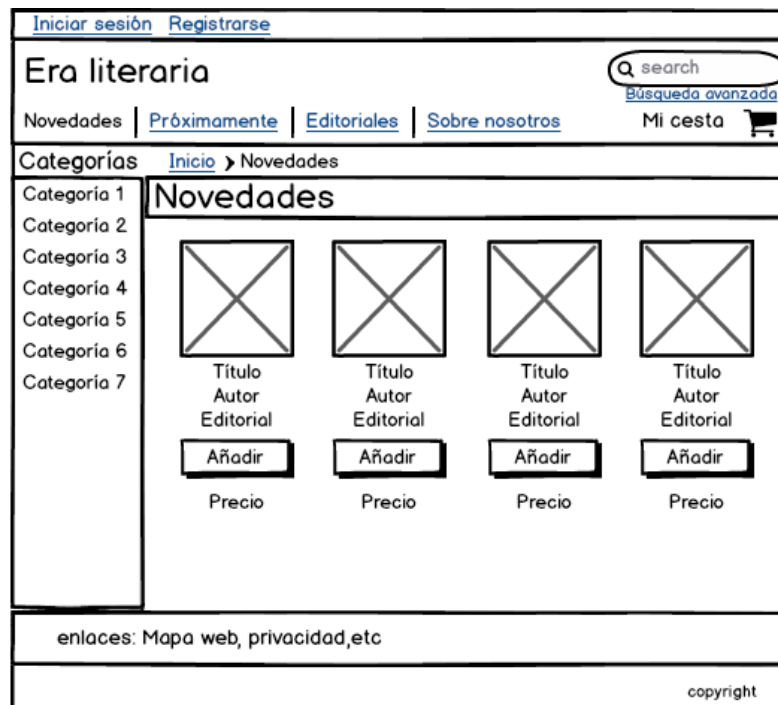 Iniciar sesión Registrarse
Era literaria
search
Búsqueda avanzada
Novedades Próximamente Editoriales Sobre nosotros Mi cesta
Categorías Inicio Novedades
Categoría 1
Novedades
Categoría 2
Categoría 3
Categoría 4
Categoría 5
Categoría 6
Categoría 7
Título Título Título Título
Autor Autor Autor Autor
Editorial Editorial Editorial Editorial
Añadir Añadir Añadir Añadir
Precio Precio Precio Precio
enlaces: Mapa web, privacidad,etc
copyright